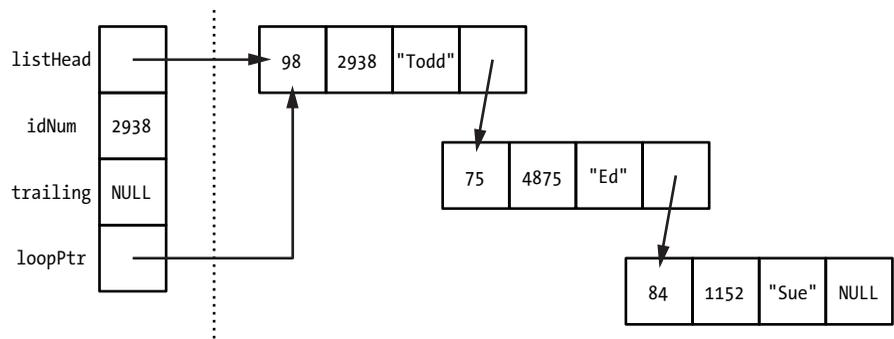 listHead 98 2938 "Todd"
idNum 2938
trailing NULL 75 4875 "Ed"
loopPtr
84 1152 "Sue" NULL